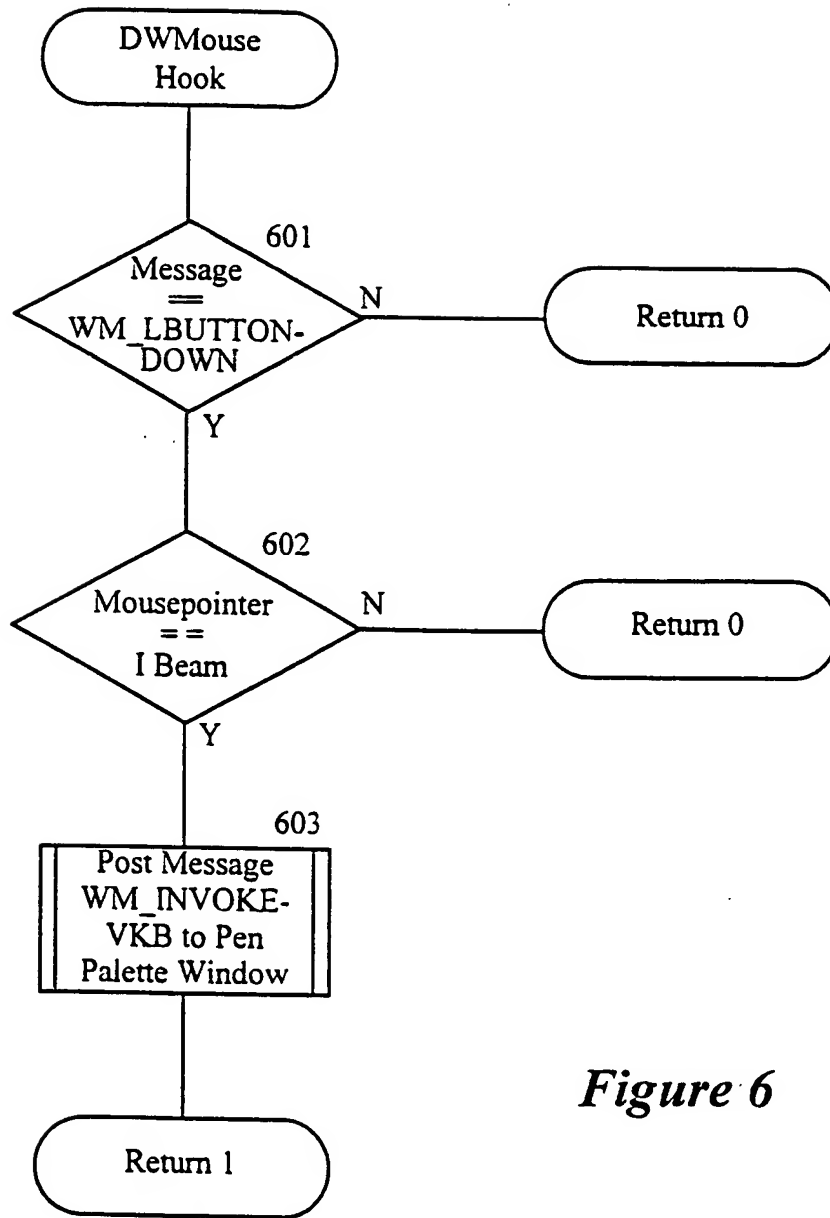 DWMouse
Hook
601
Message
==
WM_LBUTTON-
DOWN
N
Return 0
Y
602
Mousepointer
= =
I Beam
N
Return 0
Y
603
Post Message
WM_INVOKE-
VKB to Pen
Palette Window
Return 1
Figure 6